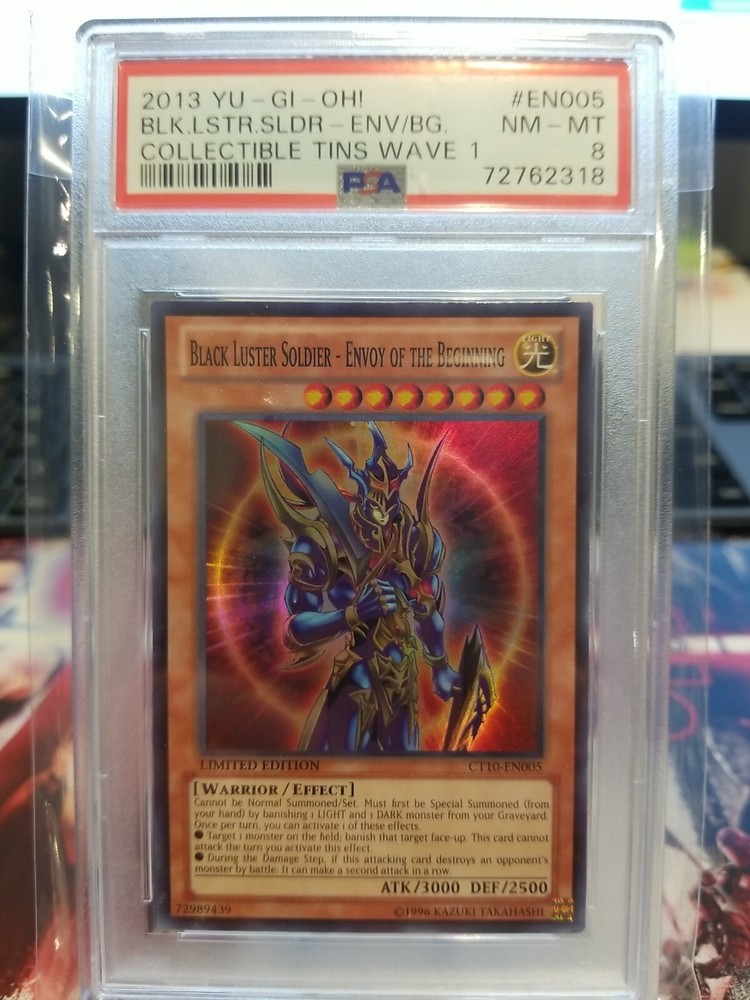 2013 YU-GI-OH! #EN005
BLK.LSTR.SLDR-ENV/BG. NM-MT
COLLECTIBLE TINS WAVE 1 8
PSA 72762318
BLACK LUSTER SOLDIER - ENVOY OF THE BEGINNING
LIGHT
光
LIMITED EDITION CT10-EN005
[WARRIOR/EFFECT]
Cannot be Normal Summoned/Set. Must first be Special Summoned (from
your hand) by banishing 1 LIGHT and 1 DARK monster from your Graveyard.
Once per turn, you can activate 1 of these effects.
● Target 1 monster on the field; banish that target face-up. This card cannot
attack the turn you activate this effect.
● During the Damage Step, if this attacking card destroys an opponent's
monster by battle: It can make a second attack in a row.
ATK/3000 DEF/2500
72989439 ©1996 KAZUKI TAKAHASHI